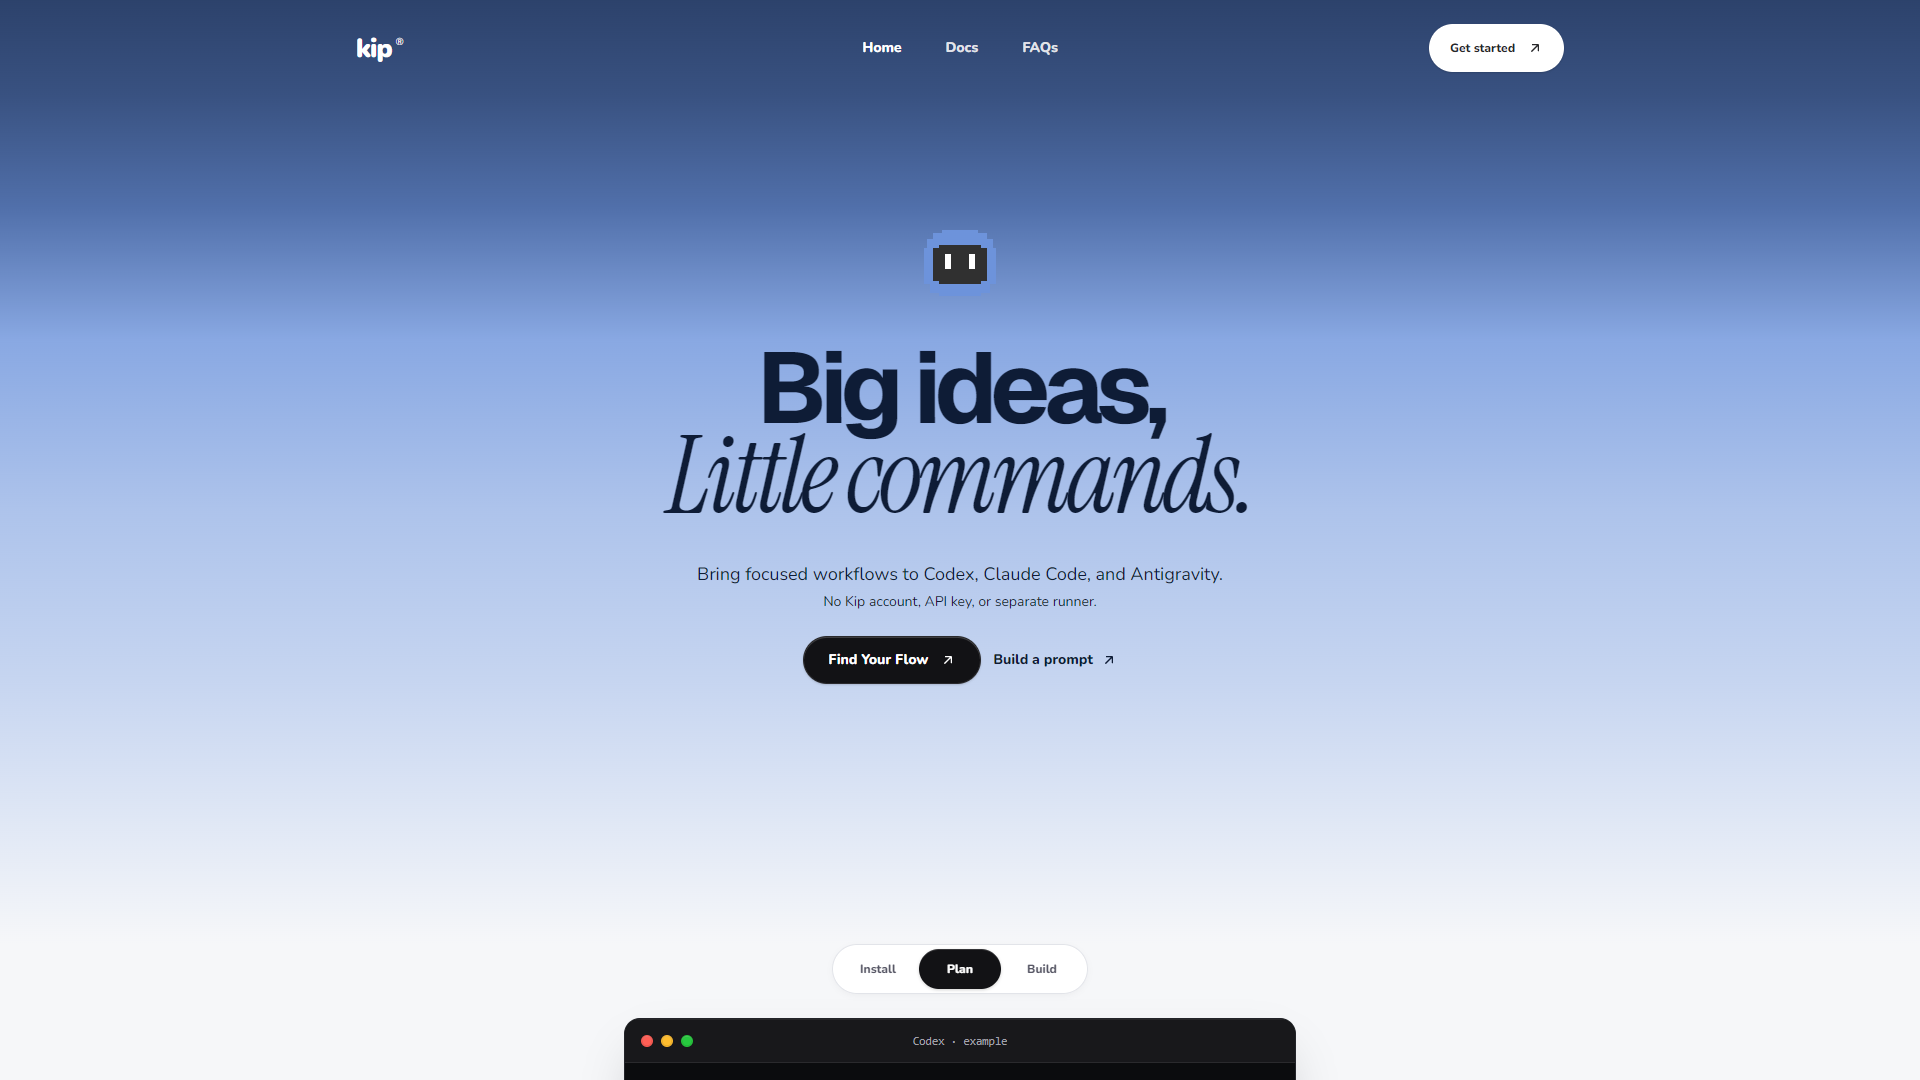 kip ®
Home
Docs
FAQs
Get started
Big ideas,
Little commands.
Bring focused workflows to Codex, Claude Code, and Antigravity.
No Kip account, API key, or separate runner.
Find Your Flow
Build a prompt
Install
Plan
Build
Codex · example